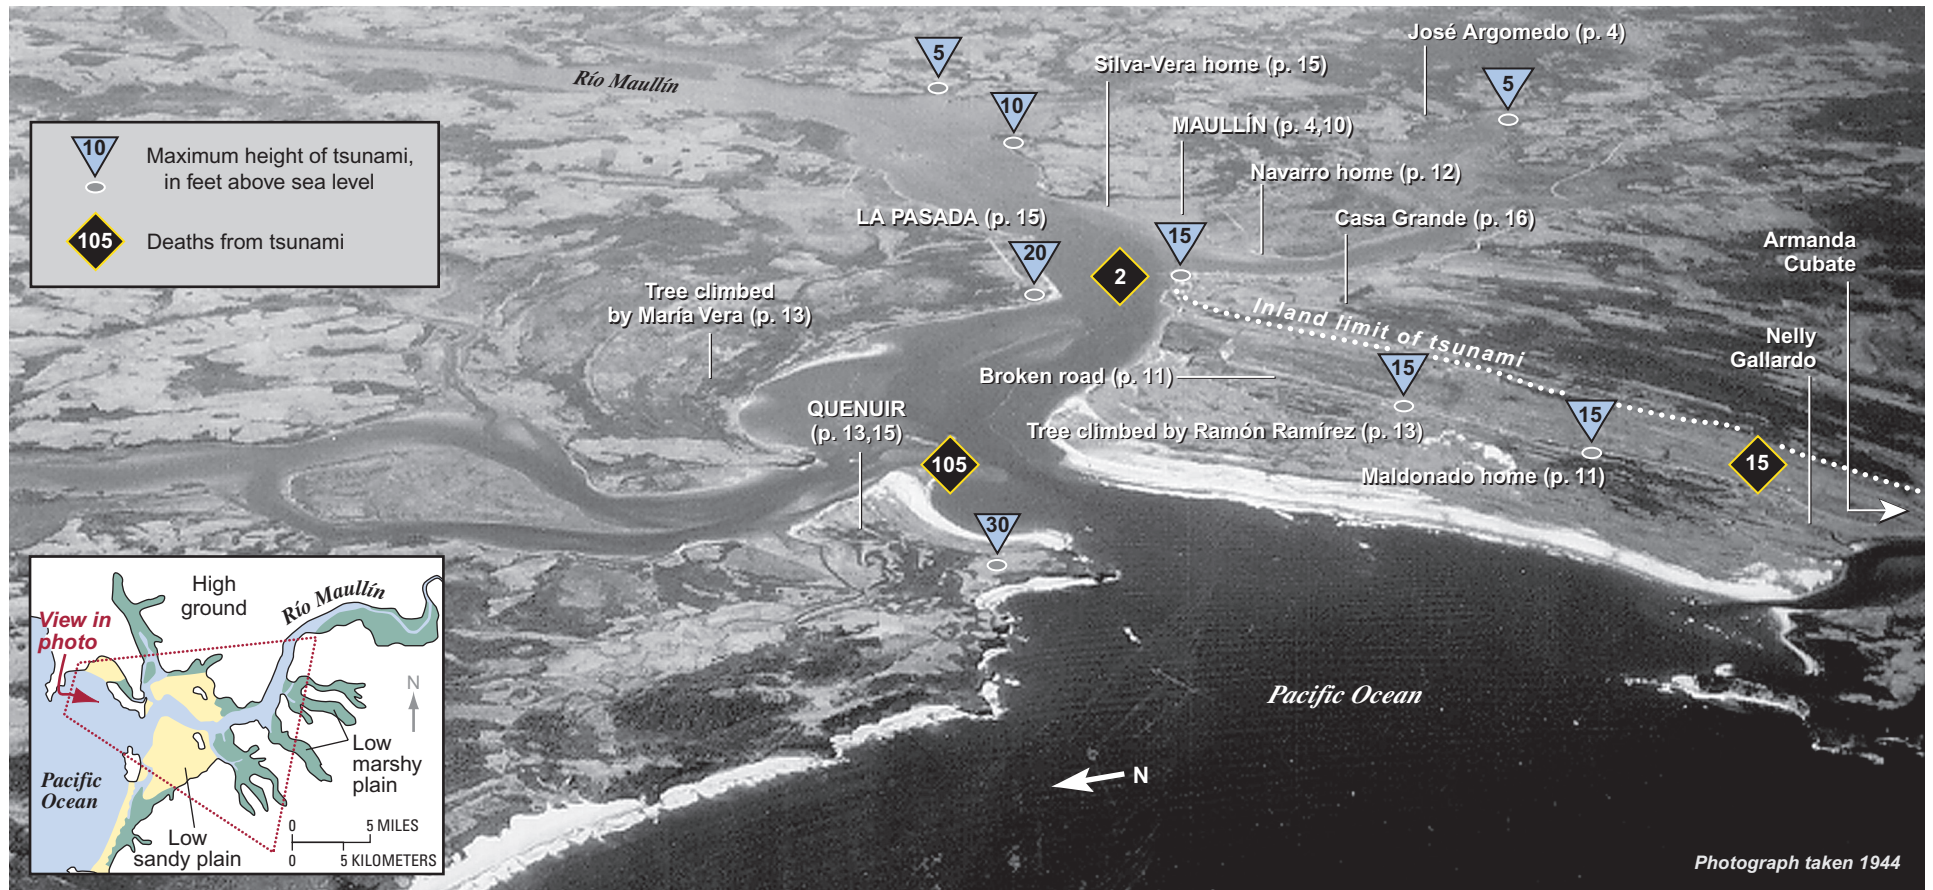 5
10
Río Maullín
José Argomedo (p. 4)
Silva-Vera home (p. 15)
5
MAULLÍN (p. 4,10)
Navarro home (p. 12)
Casa Grande (p. 16)
LA PASADA (p. 15)
20
15
2
Armanda
Cubate
10
Maximum height of tsunami,
in feet above sea level
105
Deaths from tsunami
Tree climbed
by María Vera (p. 13)
Inland limit of tsunami
Nelly
Gallardo
Broken road (p. 11)
15
QUENUIR
(p. 13,15)
Tree climbed by Ramón Ramírez (p. 13)
15
105
Maldonado home (p. 11)
15
30
High
ground
Río Maullín
View in
photo
N
Low
marshy
plain
Pacific
Ocean
Low
sandy plain
0 5 MILES
0 5 KILOMETERS
Pacific Ocean
N
Photograph taken 1944